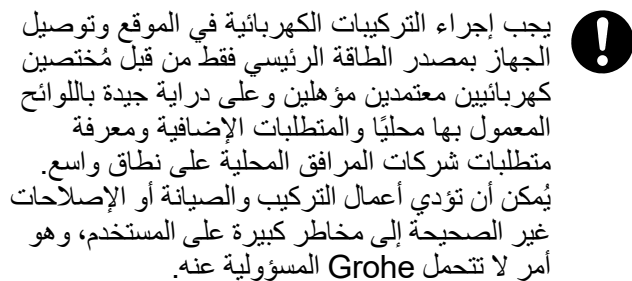 يجب إجراء التركيبات الكهربائية في الموقع وتوصيل
الجهاز بمصدر الطاقة الرئيسي فقط من قبل مُختصين
كهربائيين معتمدين مؤهلين وعلى دراية جيدة باللوائح
المعمول بها محليًا والمتطلبات الإضافية ومعرفة
متطلبات شركات المرافق المحلية على نطاق واسع.
يُمكن أن تؤدي أعمال التركيب والصيانة أو الإصلاحات
غير الصحيحة إلى مخاطر كبيرة على المستخدم، وهو
أمر لا تتحمل Grohe المسؤولية عنه.